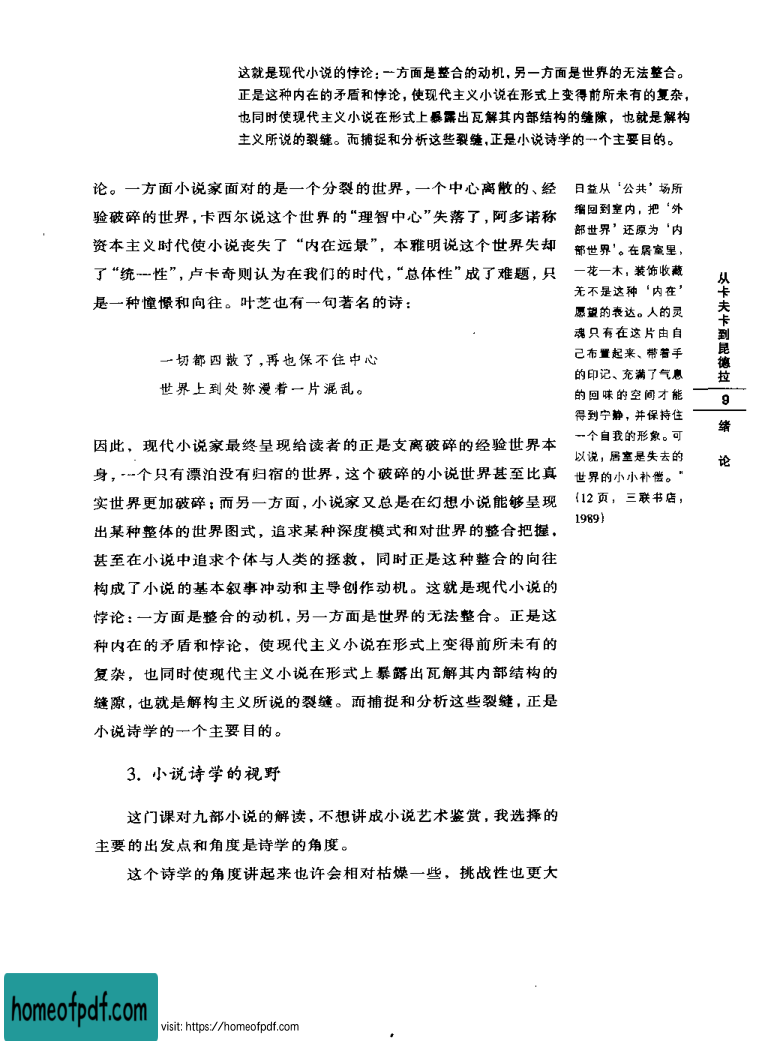 这就是现代小说的悖论：一方面是整合的动机，另一方面是世界的无法整合。
正是这种内在的矛盾和悖论，使现代主义小说在形式上变得前所未有的复杂，
也同时使现代主义小说在形式上暴露出瓦解其内部结构的缝隙，也就是解构
主义所说的裂缝。而捕捉和分析这些裂缝，正是小说诗学的一个主要目的。
论。一方面小说家面对的是一个分裂的世界，一个中心离散的、经
验破碎的世界，卡西尔说这个世界的“理智中心”失落了，阿多诺称
资本主义时代使小说丧失了“内在远景”，本雅明说这个世界失却
了“统一性”，卢卡奇则认为在我们的时代，“总体性”成了难题，只
是一种憧憬和向往。叶芝也有一句著名的诗：
一切都四散了，再也保不住中心
世界上到处弥漫着一片混乱。
因此，现代小说家最终呈现给读者的正是支离破碎的经验世界本
身，一个只有漂泊没有归宿的世界，这个破碎的小说世界甚至比真
实世界更加破碎；而另一方面，小说家又总是在幻想小说能够呈现
出某种整体的世界图式，追求某种深度模式和对世界的整合把握，
甚至在小说中追求个体与人类的拯救，同时正是这种整合的向往
构成了小说的基本叙事冲动和主导创作动机。这就是现代小说的
悖论：一方面是整合的动机，另一方面是世界的无法整合。正是这
种内在的矛盾和悖论，使现代主义小说在形式上变得前所未有的
复杂，也同时使现代主义小说在形式上暴露出瓦解其内部结构的
缝隙，也就是解构主义所说的裂缝。而捕捉和分析这些裂缝，正是
小说诗学的一个主要目的。
3. 小说诗学的视野
这门课对九部小说的解读，不想讲成小说艺术鉴赏，我选择的
主要的出发点和角度是诗学的角度。
这个诗学的角度讲起来也许会相对枯燥一些，挑战性也更大
日益从‘公共’场所
缩回到室内，把‘外
部世界’还原为‘内
部世界’。在居室里，
一花一木，装饰收藏
无不是这种‘内在’
愿望的表达。人的灵
魂只有在这片由自
己布置起来、带着手
的印记、充满了气息
的回味的空间才能
得到宁静，并保持住
一个自我的形象。可
以说，居室是失去的
世界的小小补偿。”
(12页，三联书店，
1989)
从卡夫卡到昆德拉
9
绪论
homeofpdf.com
visit: https://homeofpdf.com